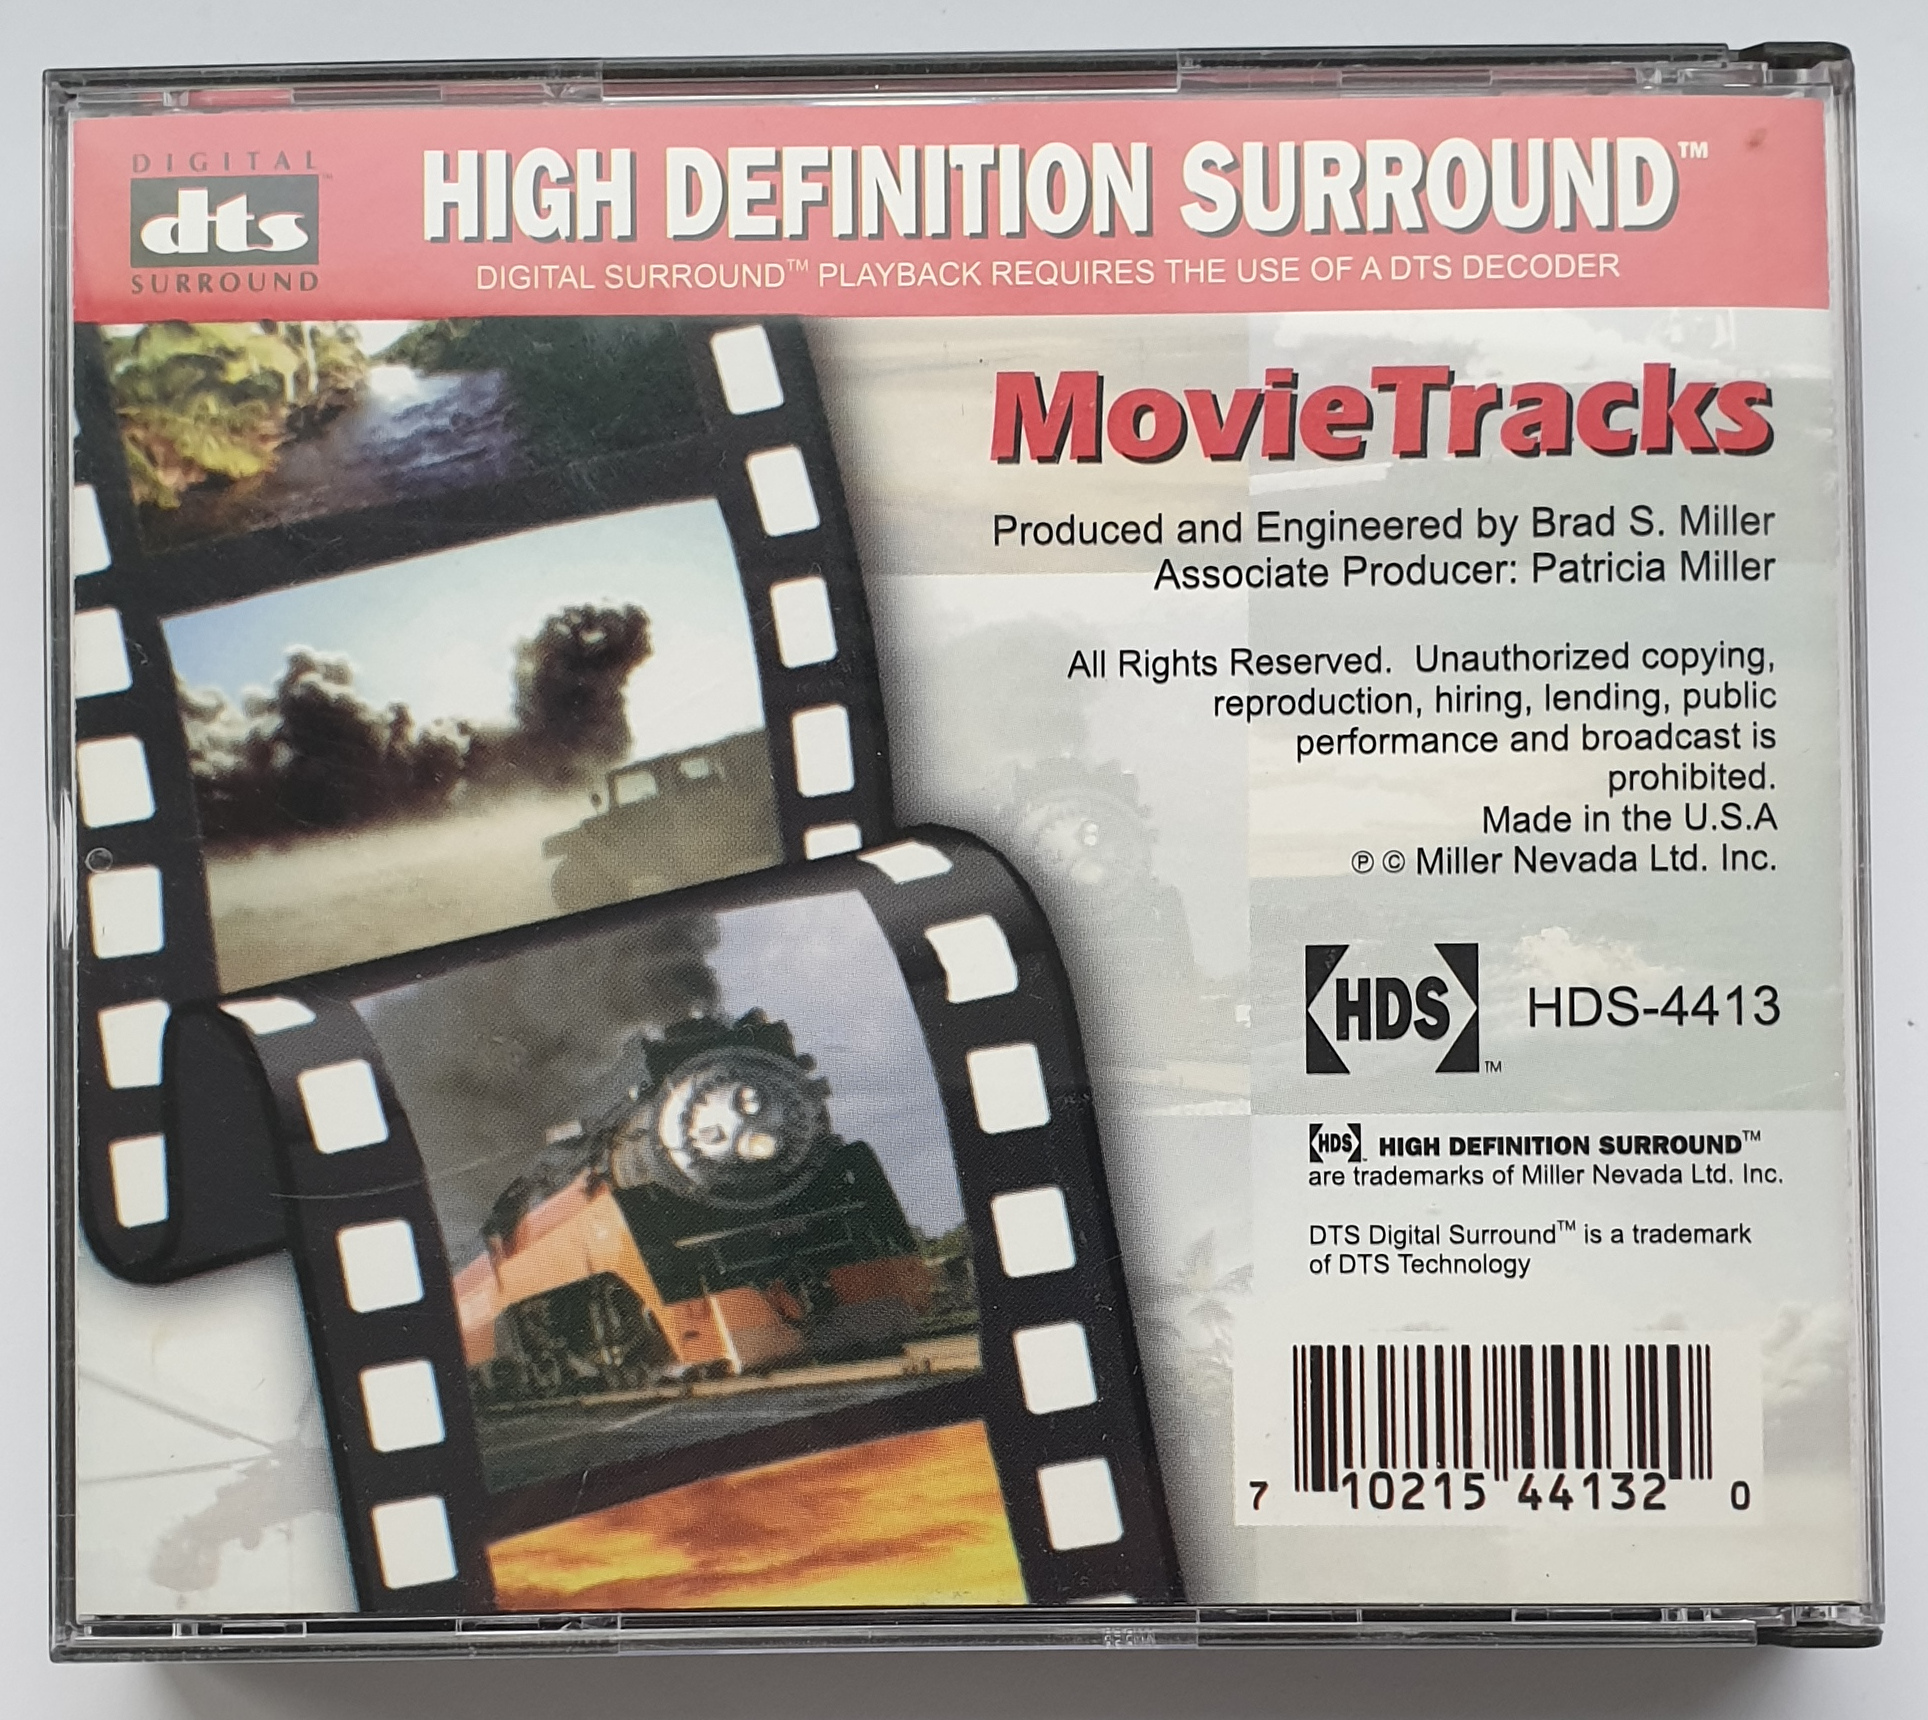 DIGITAL
dts™
SURROUND
HIGH DEFINITION SURROUND™
DIGITAL SURROUND™ PLAYBACK REQUIRES THE USE OF A DTS DECODER
MovieTracks
Produced and Engineered by Brad S. Miller
Associate Producer: Patricia Miller
All Rights Reserved. Unauthorized copying,
reproduction, hiring, lending, public
performance and broadcast is
prohibited.
Made in the U.S.A
℗ © Miller Nevada Ltd. Inc.
HDS™ HDS-4413
HDS™ HIGH DEFINITION SURROUND™
are trademarks of Miller Nevada Ltd. Inc.
DTS Digital Surround™ is a trademark
of DTS Technology
7 10215 44132 0